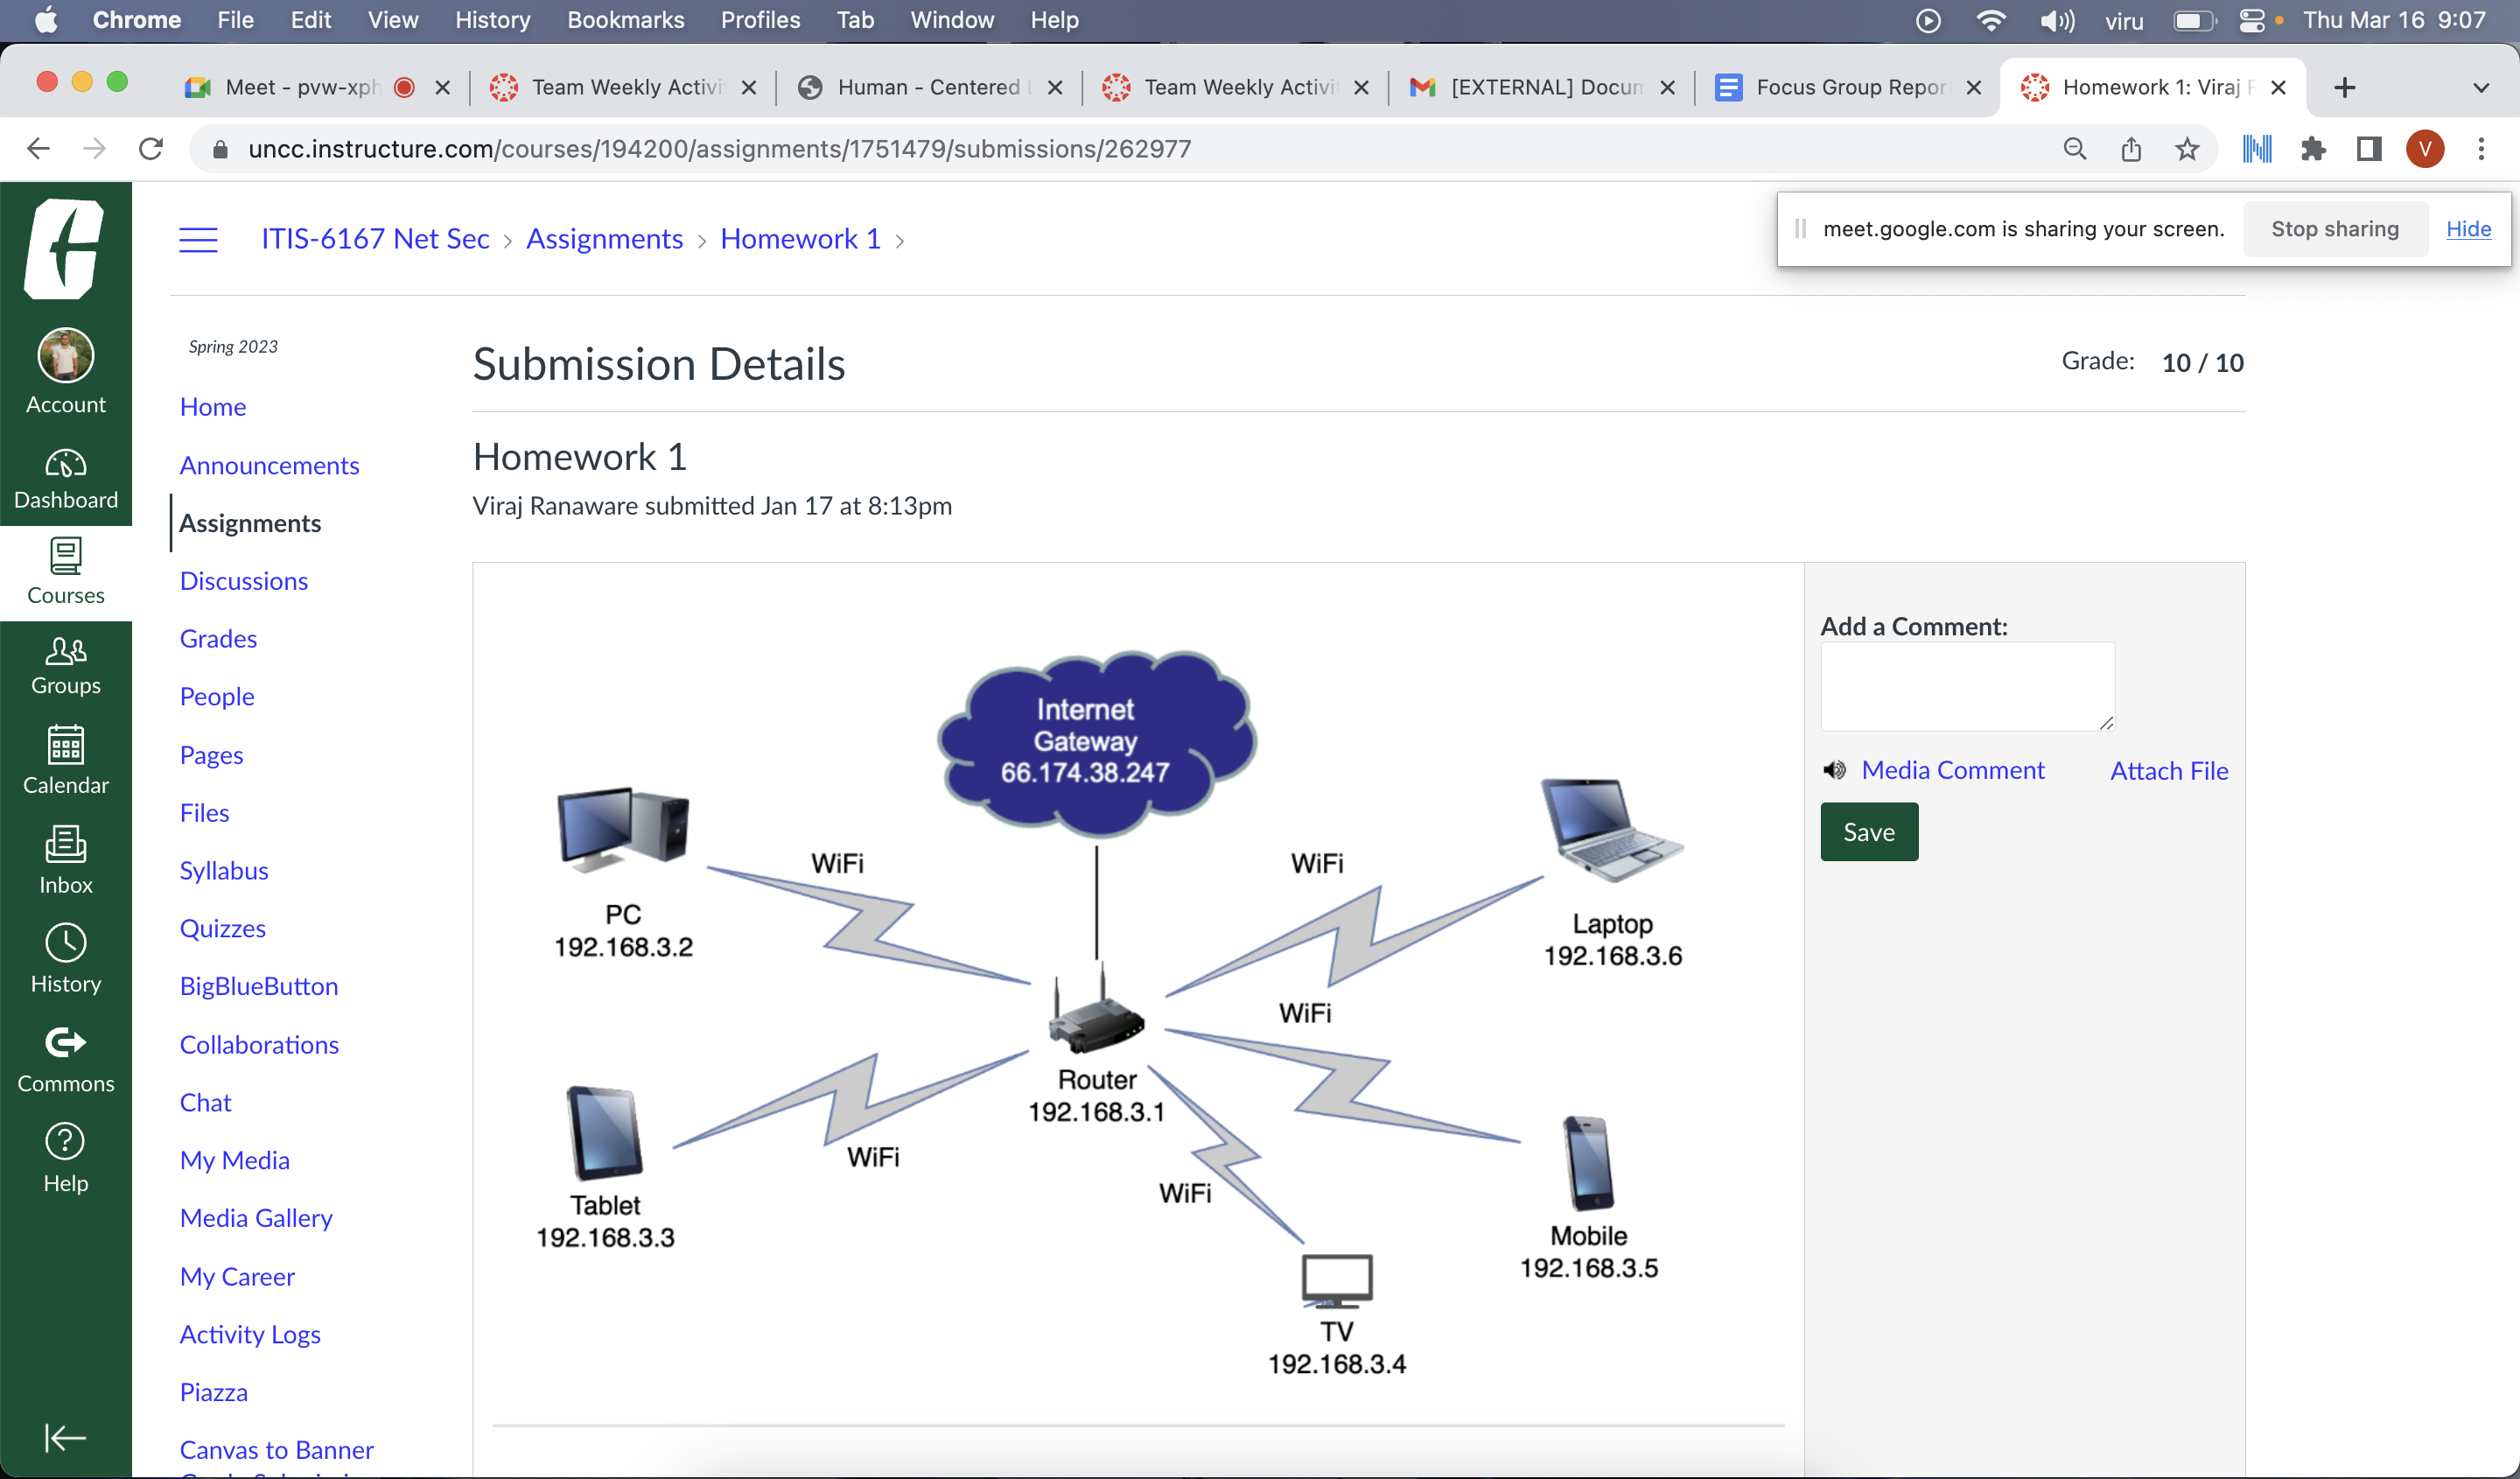 Chrome File Edit View History Bookmarks Profiles Tab Window Help viru Thu Mar 16 9:07
Meet - pvw-xph Team Weekly Activi Human - Centered Team Weekly Activi [EXTERNAL] Docum Focus Group Repor Homework 1: Viraj
uncc.instructure.com/courses/194200/assignments/1751479/submissions/262977 V
meet.google.com is sharing your screen. Stop sharing Hide
ITIS-6167 Net Sec › Assignments › Homework 1 ›
Account
Dashboard
Courses
Groups
Calendar
Inbox
History
Commons
Help
Spring 2023
Home
Announcements
Assignments
Discussions
Grades
People
Pages
Files
Syllabus
Quizzes
BigBlueButton
Collaborations
Chat
My Media
Media Gallery
My Career
Activity Logs
Piazza
Canvas to Banner
Submission Details
Grade: 10 / 10
Homework 1
Viraj Ranaware submitted Jan 17 at 8:13pm
Internet
Gateway
66.174.38.247
WiFi
WiFi
PC
192.168.3.2
Laptop
192.168.3.6
WiFi
Router
192.168.3.1
WiFi
WiFi
Tablet
192.168.3.3
Mobile
192.168.3.5
TV
192.168.3.4
Add a Comment:
Media Comment Attach File
Save